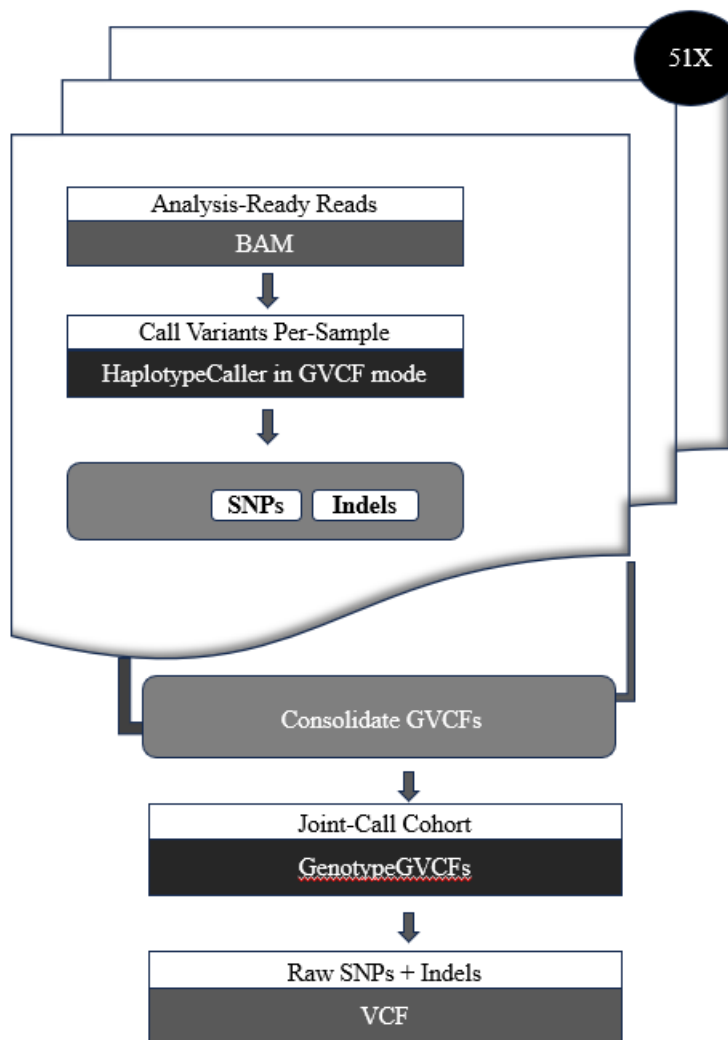 51X
Analysis-Ready Reads
BAM
Call Variants Per-Sample
HaplotypeCaller in GVCF mode
SNPs Indels
Consolidate GVCFs
Joint-Call Cohort
GenotypeGVCFs
Raw SNPs + Indels
VCF